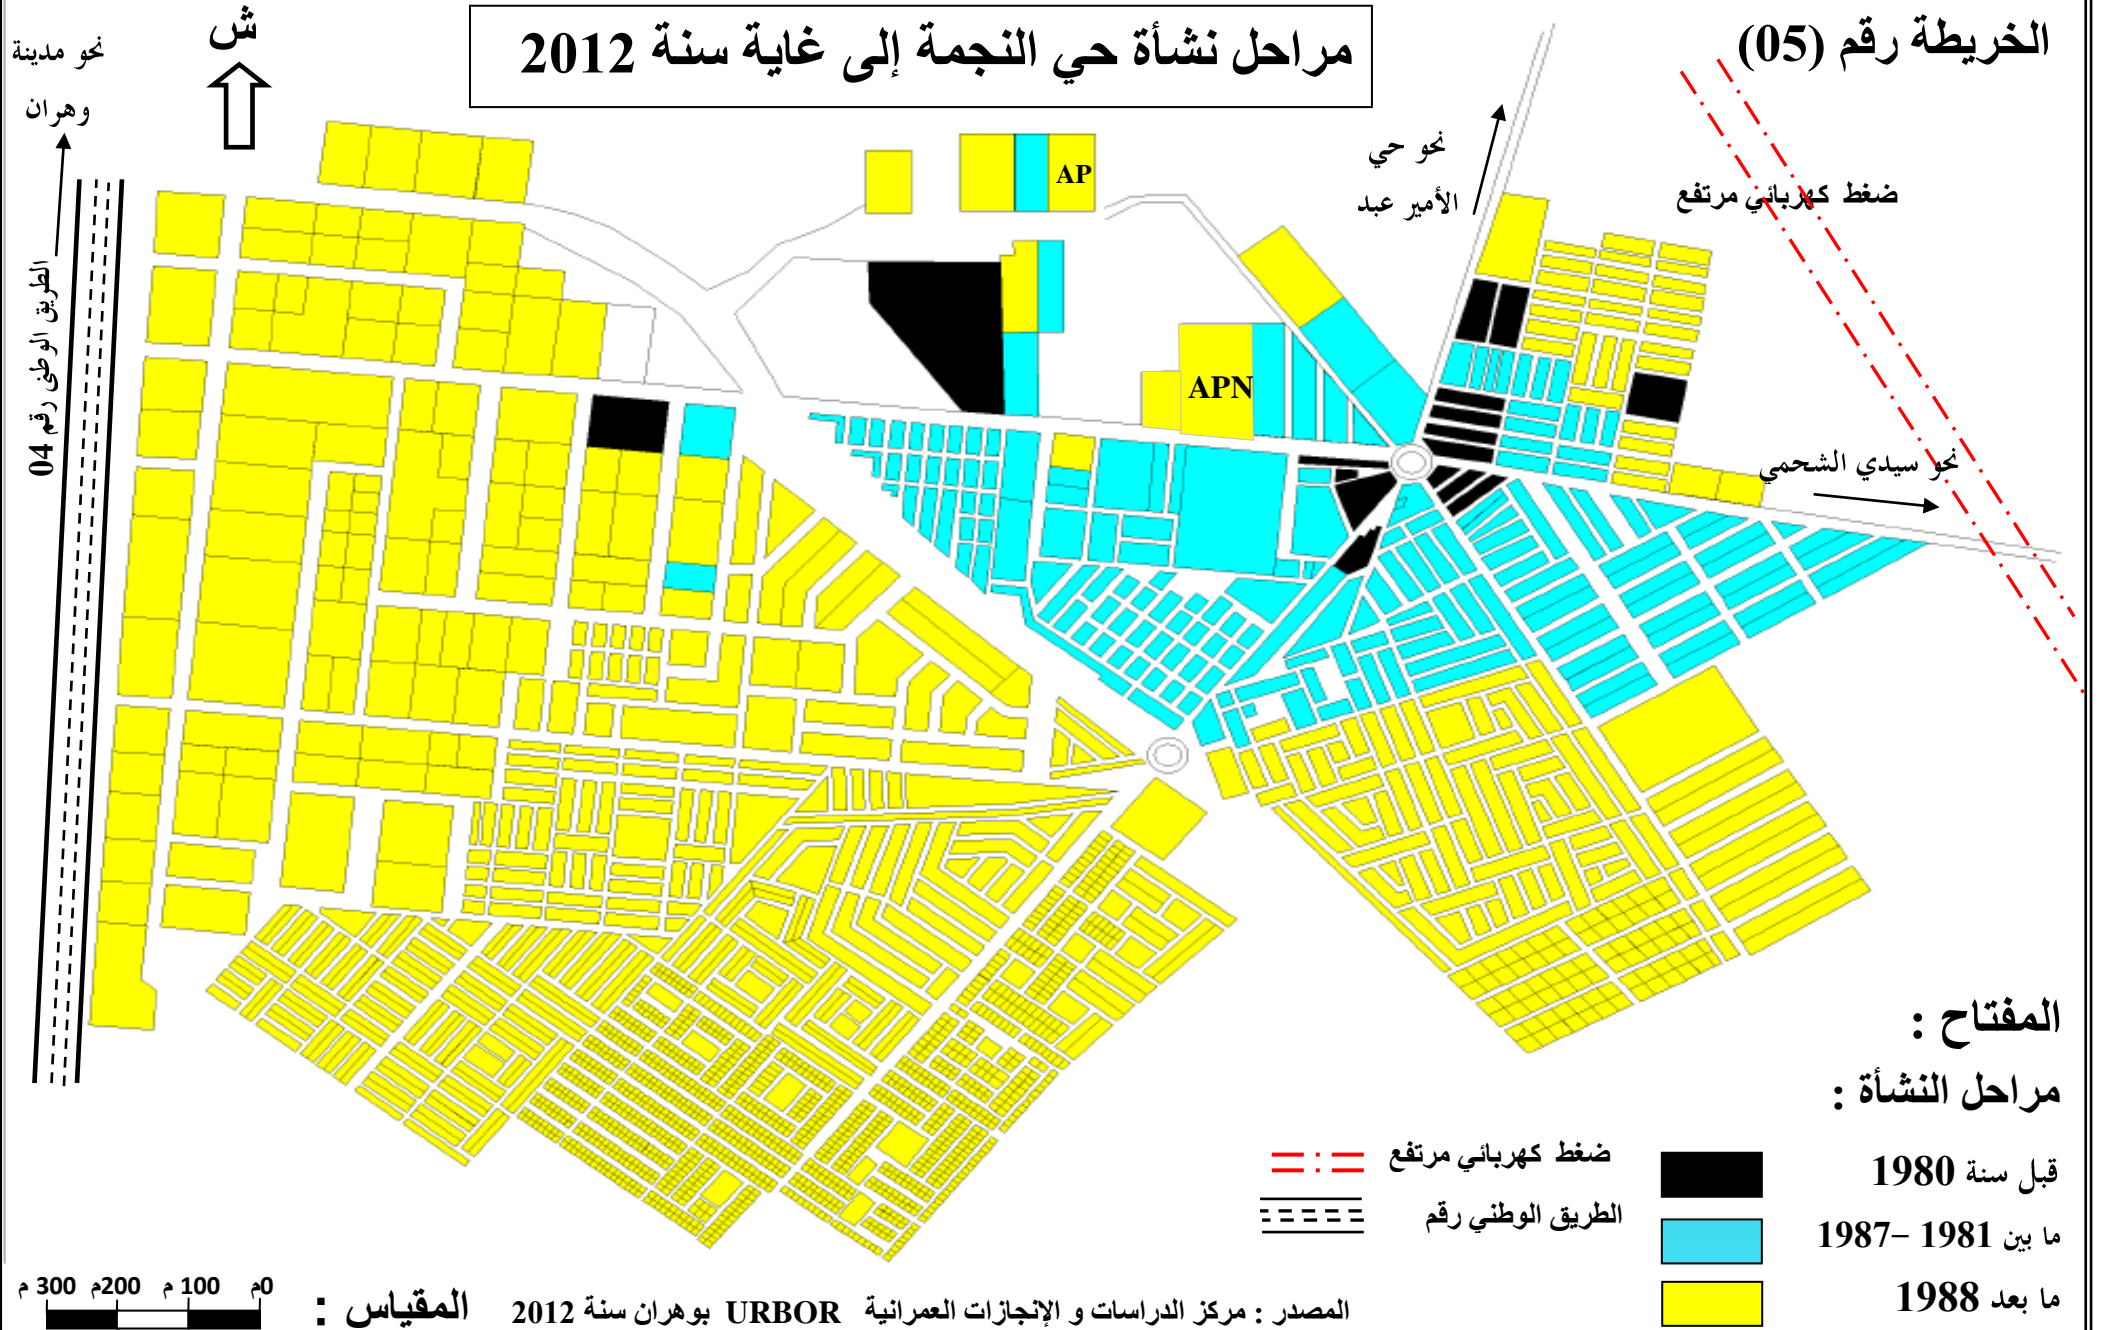 الخريطة رقم (05)
مراحل نشأة حي النجمة إلى غاية سنة 2012
ش
نحو مدينة
وهران
الطريق الوطني رقم 04
AP
APN
نحو حي
الأمير عبد
ضغط كهربائي مرتفع
نحو سيدي الشحمي
المفتاح :
مراحل النشأة :
قبل سنة 1980
ما بين 1981 –1987
ما بعد 1988
ضغط كهربائي مرتفع
الطريق الوطني رقم
المصدر : مركز الدراسات و الإنجازات العمرانية URBOR بوهران سنة 2012
المقياس :
0م 100 م 200م 300 م